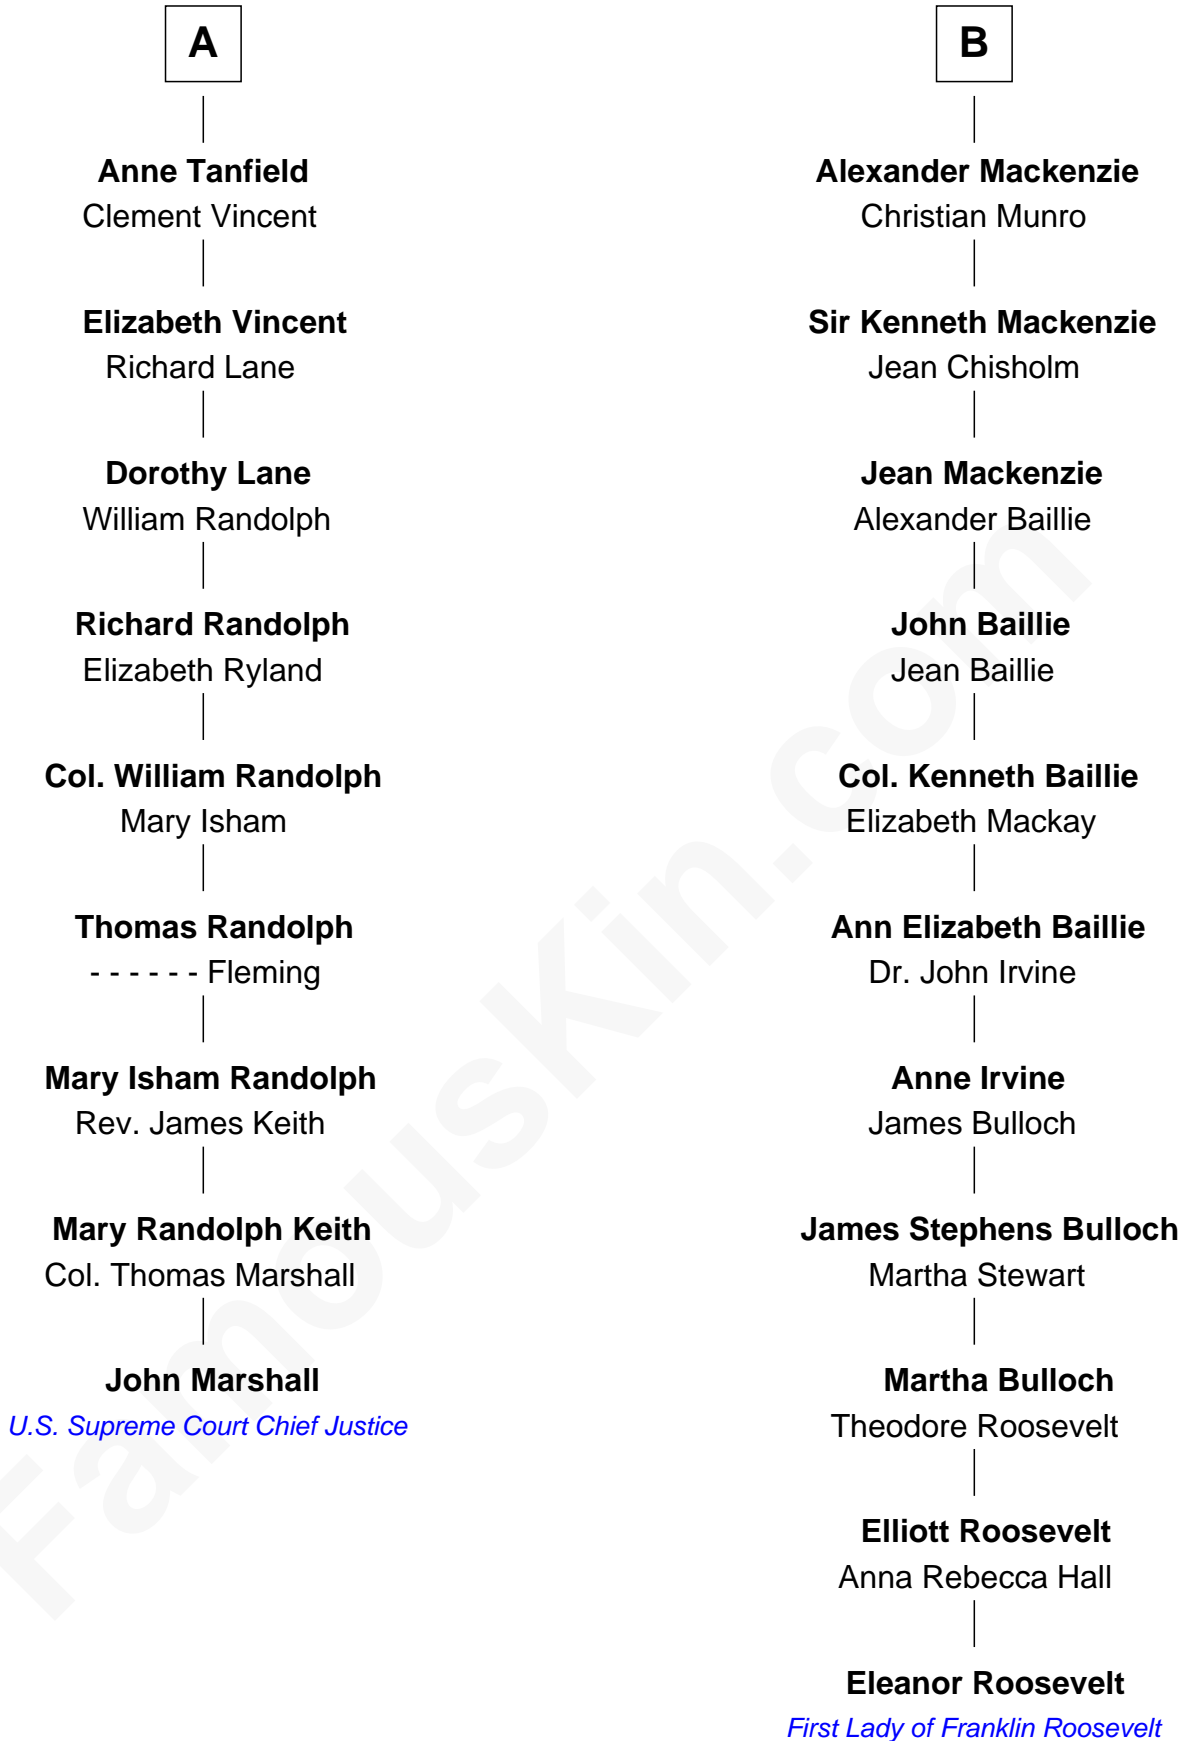 A
Anne Tanfield
Clement Vincent
Elizabeth Vincent
Richard Lane
Dorothy Lane
William Randolph
Richard Randolph
Elizabeth Ryland
Col. William Randolph
Mary Isham
Thomas Randolph
- - - - - - Fleming
Mary Isham Randolph
Rev. James Keith
Mary Randolph Keith
Col. Thomas Marshall
John Marshall
U.S. Supreme Court Chief Justice
B
Alexander Mackenzie
Christian Munro
Sir Kenneth Mackenzie
Jean Chisholm
Jean Mackenzie
Alexander Baillie
John Baillie
Jean Baillie
Col. Kenneth Baillie
Elizabeth Mackay
Ann Elizabeth Baillie
Dr. John Irvine
Anne Irvine
James Bulloch
James Stephens Bulloch
Martha Stewart
Martha Bulloch
Theodore Roosevelt
Elliott Roosevelt
Anna Rebecca Hall
Eleanor Roosevelt
First Lady of Franklin Roosevelt
FamousKin.com